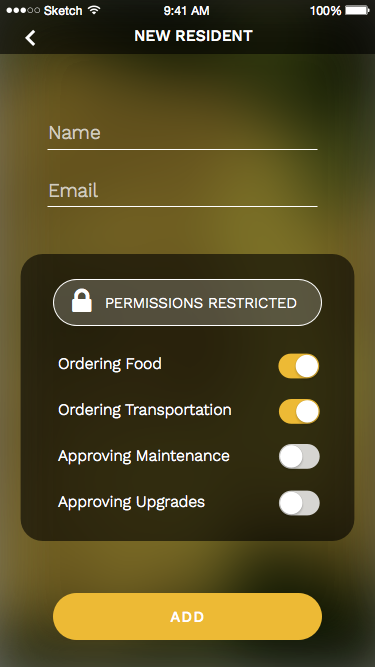 Sketch 9:41 AM 100%
NEW RESIDENT
Name
Email
PERMISSIONS RESTRICTED
Ordering Food
Ordering Transportation
Approving Maintenance
Approving Upgrades
ADD